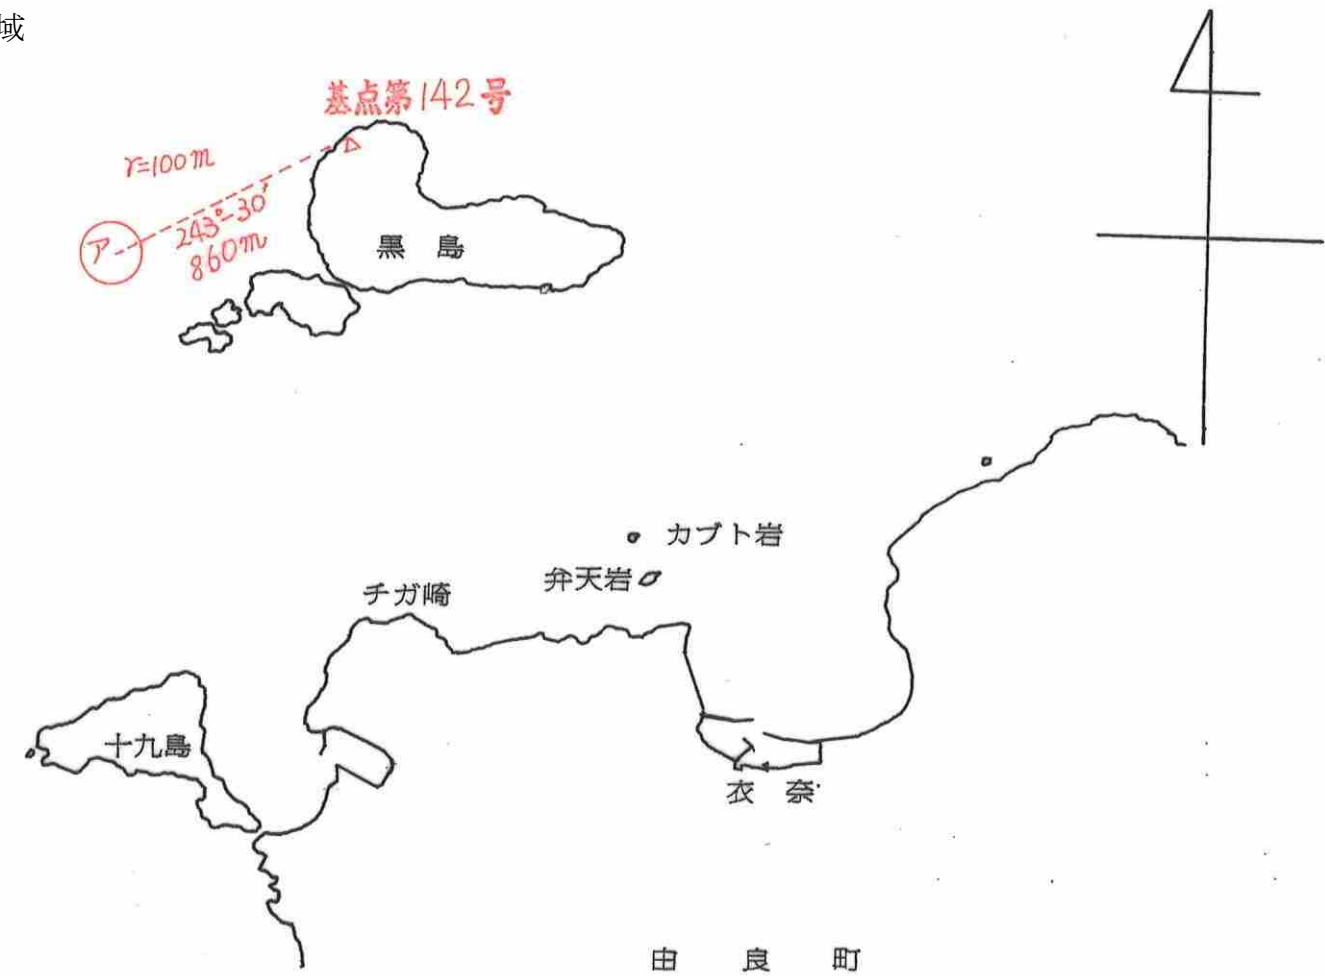 域
基点第142号
r=100m
ア
243°-30′
860m
黒島
カブト岩
弁天岩
チガ崎
十九島
衣奈
由良町